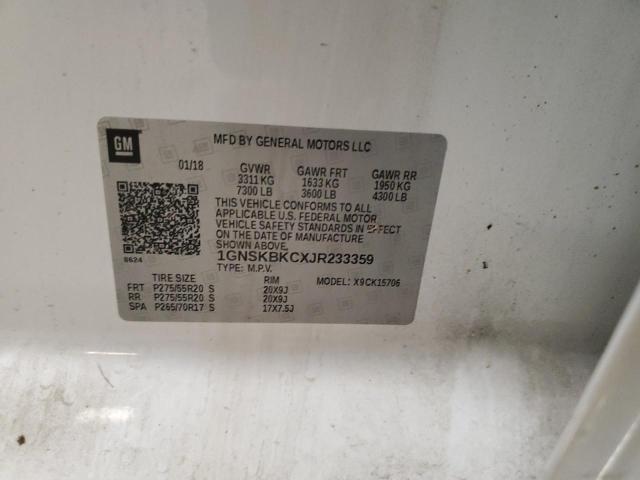 GM
MFD BY GENERAL MOTORS LLC
01/18 GVWR GAWR FRT GAWR RR
3311 KG 1633 KG 1950 KG
7300 LB 3600 LB 4300 LB
THIS VEHICLE CONFORMS TO ALL
APPLICABLE U.S. FEDERAL MOTOR
VEHICLE SAFETY STANDARDS IN EFFECT
ON THE DATE OF MANUFACTURE
SHOWN ABOVE.
8624
1GNSKBKCXJR233359
TYPE: M.P.V.
TIRE SIZE RIM MODEL: X9CK15706
FRT P275/55R20 S 20X9J
RR P275/55R20 S 20X9J
SPA P265/70R17 S 17X7.5J